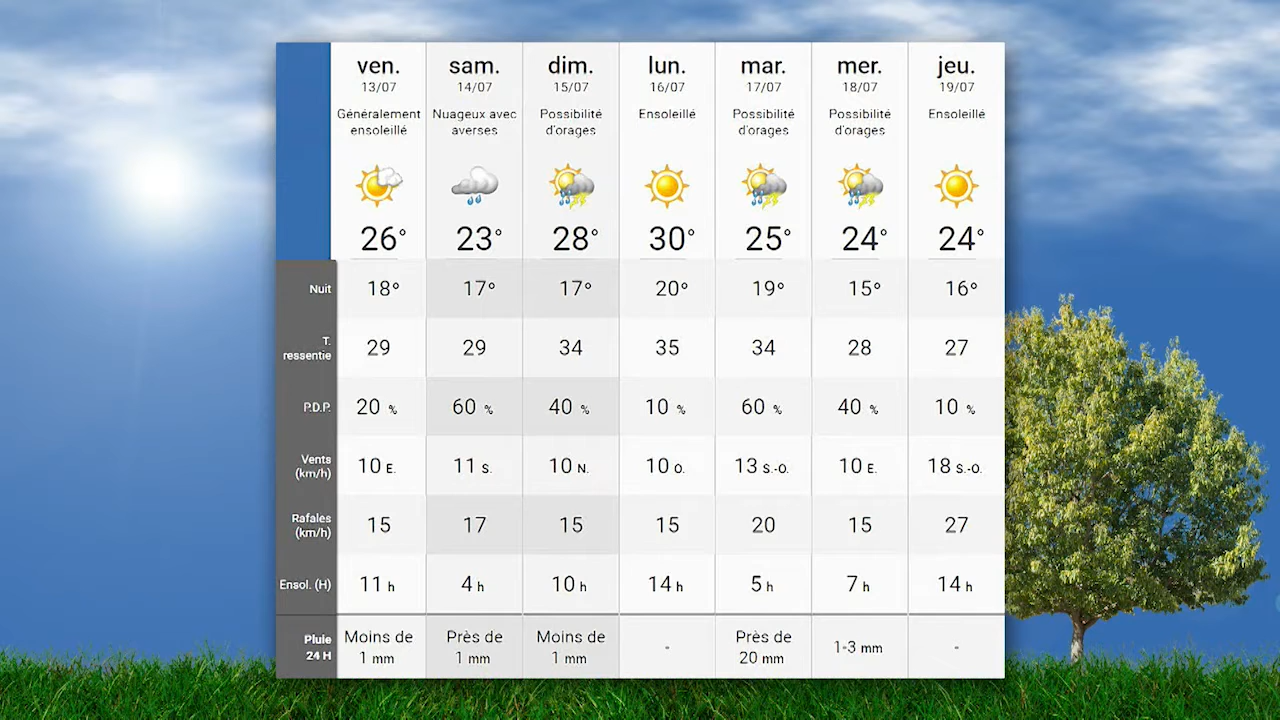 ven. sam. dim. lun. mar. mer. jeu.
13/07 14/07 15/07 16/07 17/07 18/07 19/07
Généralement Nuageux avec Possibilité Ensoleillé Possibilité Possibilité Ensoleillé
ensoleillé averses d'orages d'orages d'orages
26° 23° 28° 30° 25° 24° 24°
Nuit 18° 17° 17° 20° 19° 15° 16°
T.
ressentie 29 29 34 35 34 28 27
P.D.P. 20 % 60 % 40 % 10 % 60 % 40 % 10 %
Vents
(km/h) 10 E. 11 S. 10 N. 10 O. 13 S.-O. 10 E. 18 S.-O.
Rafales
(km/h) 15 17 15 15 20 15 27
Ensol. (H) 11 h 4 h 10 h 14 h 5 h 7 h 14 h
Pluie Moins de Près de Moins de - Près de 1-3 mm -
24 H 1 mm 1 mm 1 mm 20 mm